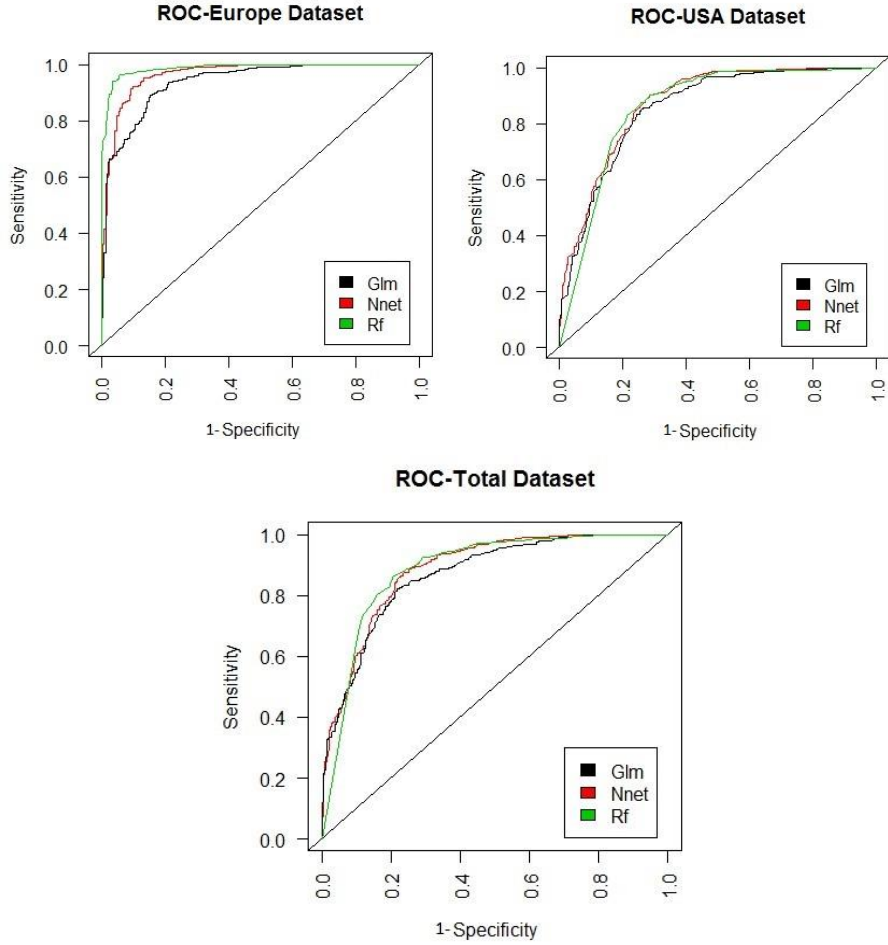 ROC-Europe Dataset
Sensitivity
1.0
0.8
0.6
0.4
0.2
0.0
Glm
Nnet
Rf
0.0 0.2 0.4 0.6 0.8 1.0
1-Specificity
ROC-USA Dataset
Sensitivity
1.0
0.8
0.6
0.4
0.2
0.0
Glm
Nnet
Rf
0.0 0.2 0.4 0.6 0.8 1.0
1-Specificity
ROC-Total Dataset
Sensitivity
1.0
0.8
0.6
0.4
0.2
0.0
Glm
Nnet
Rf
0.0 0.2 0.4 0.6 0.8 1.0
1-Specificity